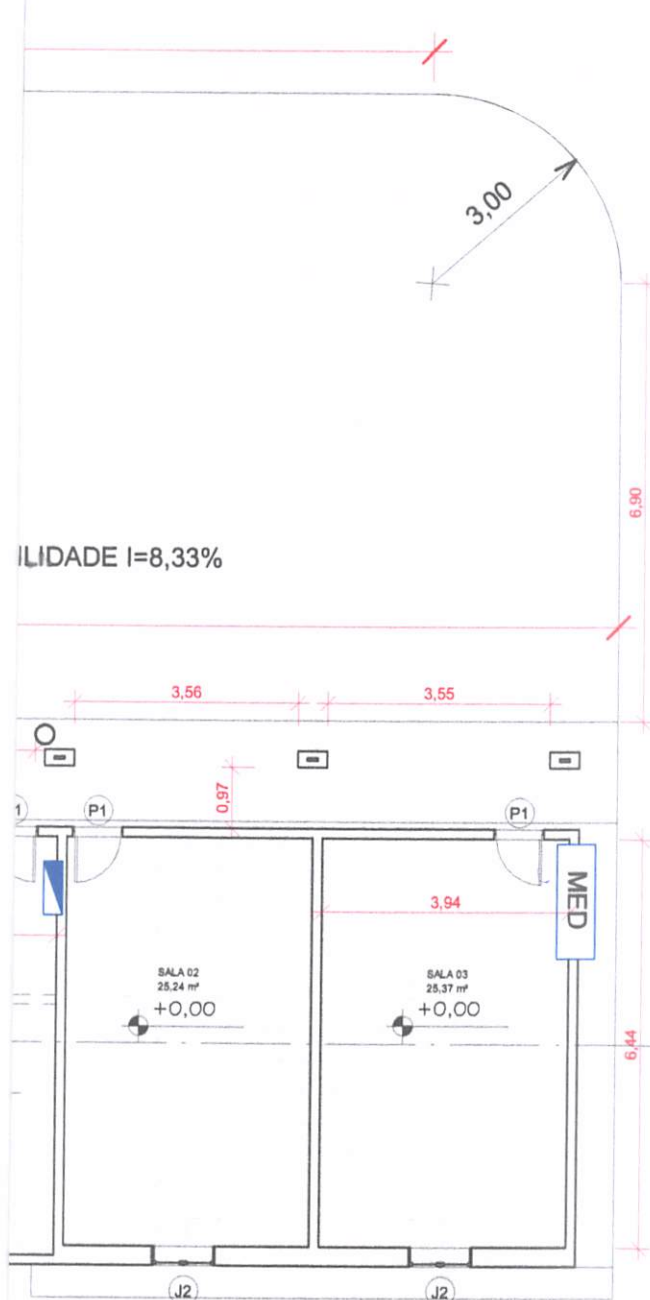 3,00
6,90
ILIDADE I=8,33%
3,56
3,55
0,97
P1
P1
MED
3,94
SALA 02
25,24 m²
+0,00
SALA 03
25,37 m²
+0,00
6,44
J2
J2